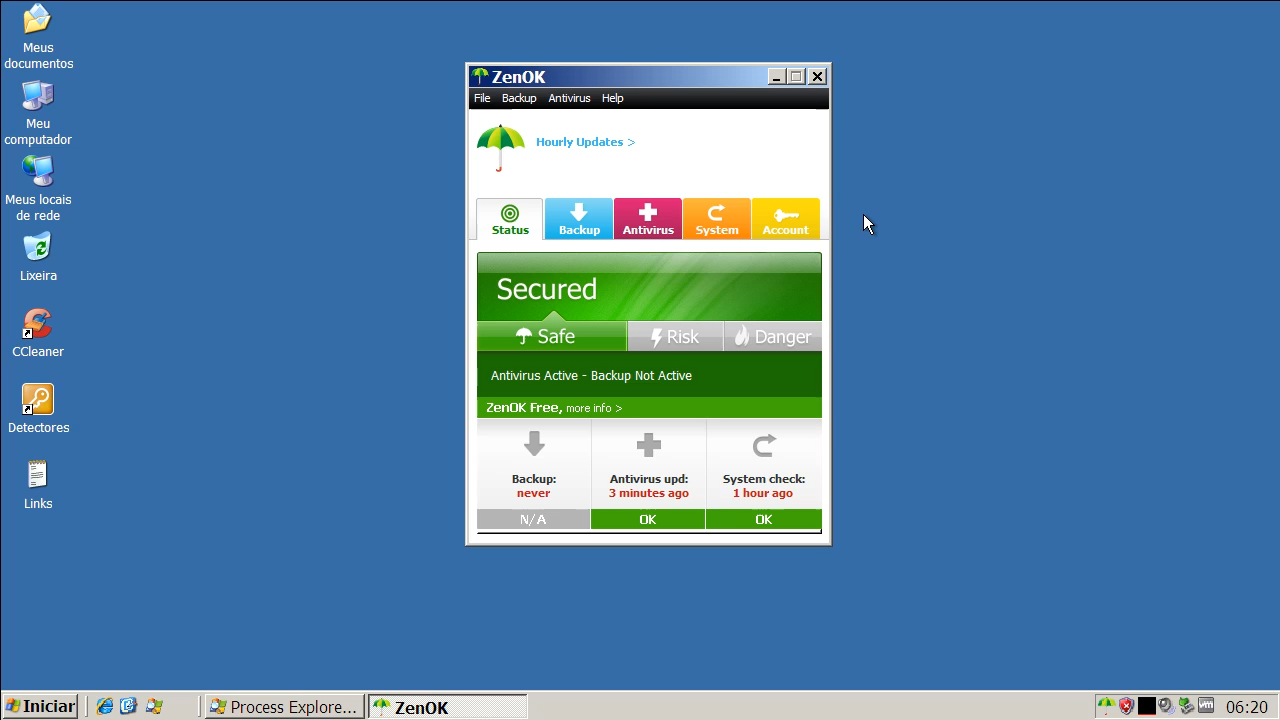 Meus
documentos
Meu
computador
Meus locais
de rede
Lixeira
CCleaner
Detectores
Links
ZenOK
File Backup Antivirus Help
Hourly Updates >
Status Backup Antivirus System Account
Secured
Safe Risk Danger
Antivirus Active - Backup Not Active
ZenOK Free, more info >
Backup: Antivirus upd: System check:
never 3 minutes ago 1 hour ago
N/A OK OK
Iniciar Process Explore... ZenOK 06:20